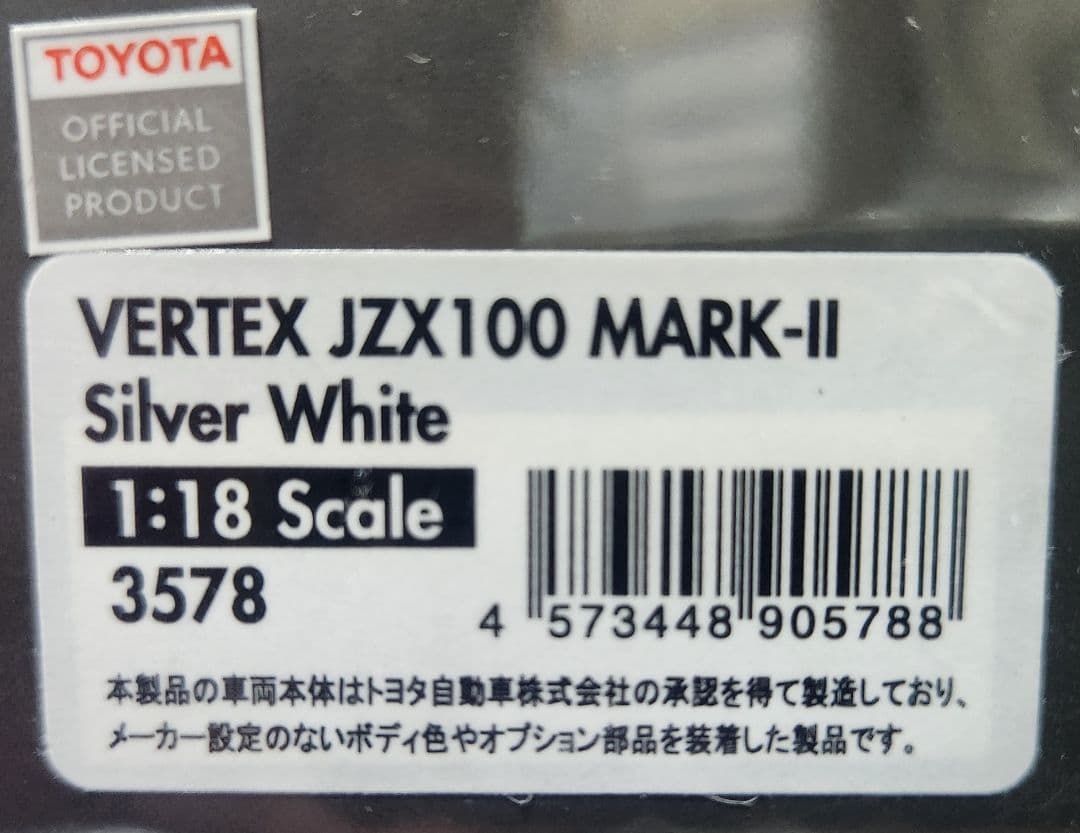 TOYOTA
OFFICIAL
LICENSED
PRODUCT
VERTEX JZX100 MARK-II
Silver White
1:18 Scale
3578
4 573448 905788
本製品の車両本体はトヨタ自動車株式会社の承認を得て製造しており、
メーカー設定のないボディ色やオプション部品を装着した製品です。